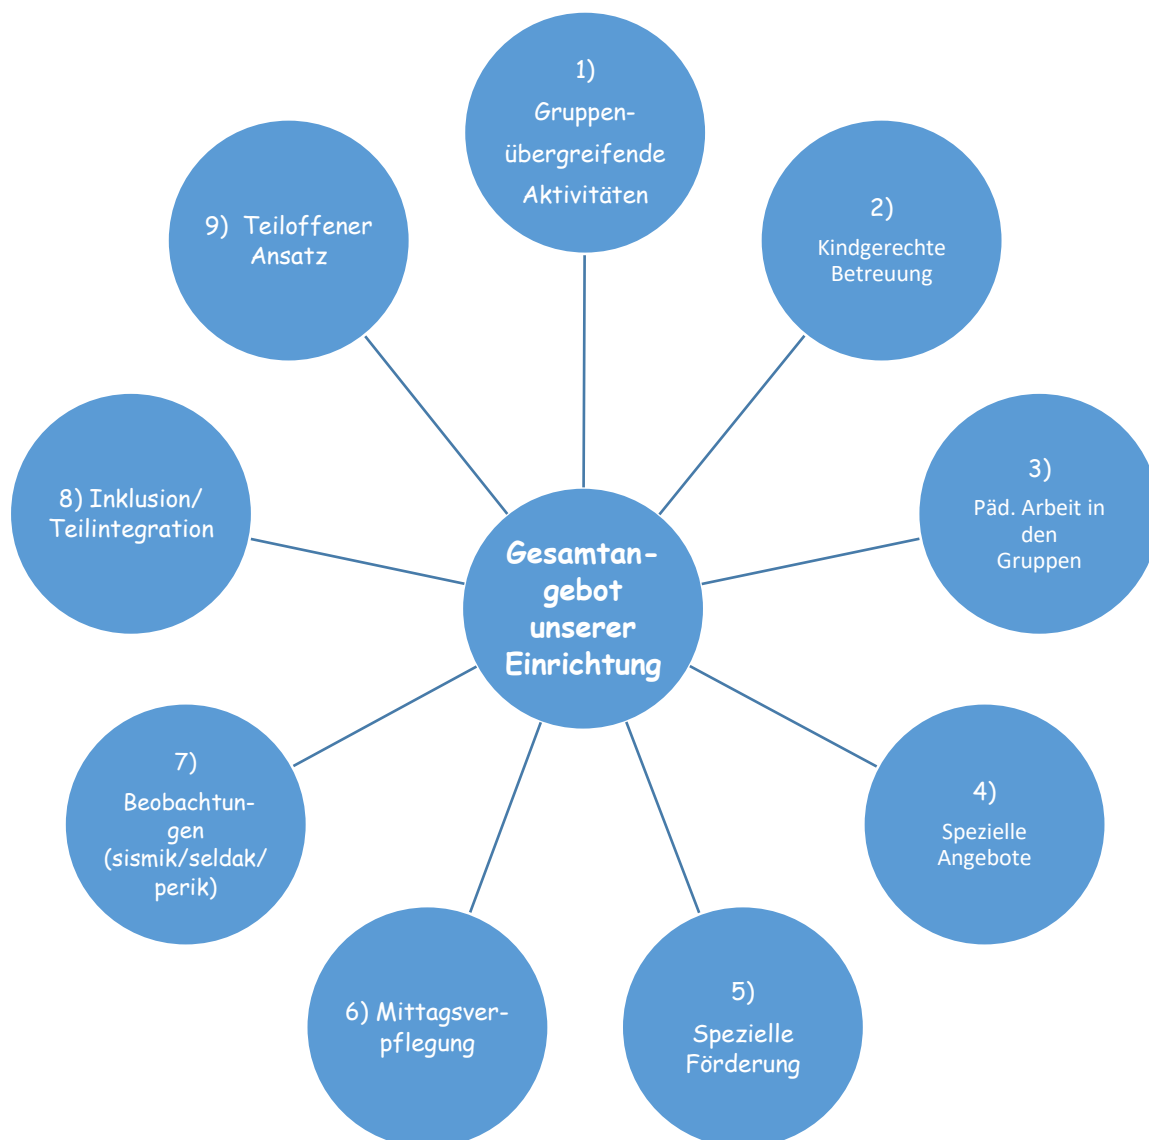 1)
Gruppen-
übergreifende
Aktivitäten
2)
Kindgerechte
Betreuung
3)
Päd. Arbeit in
den
Gruppen
4)
Spezielle
Angebote
5)
Spezielle
Förderung
6) Mittagsver-
pflegung
7)
Beobachtun-
gen
(sismik/seldak/
perik)
8) Inklusion/
Teilintegration
9) Teiloffener
Ansatz
Gesamtan-
gebot
unserer
Einrichtung